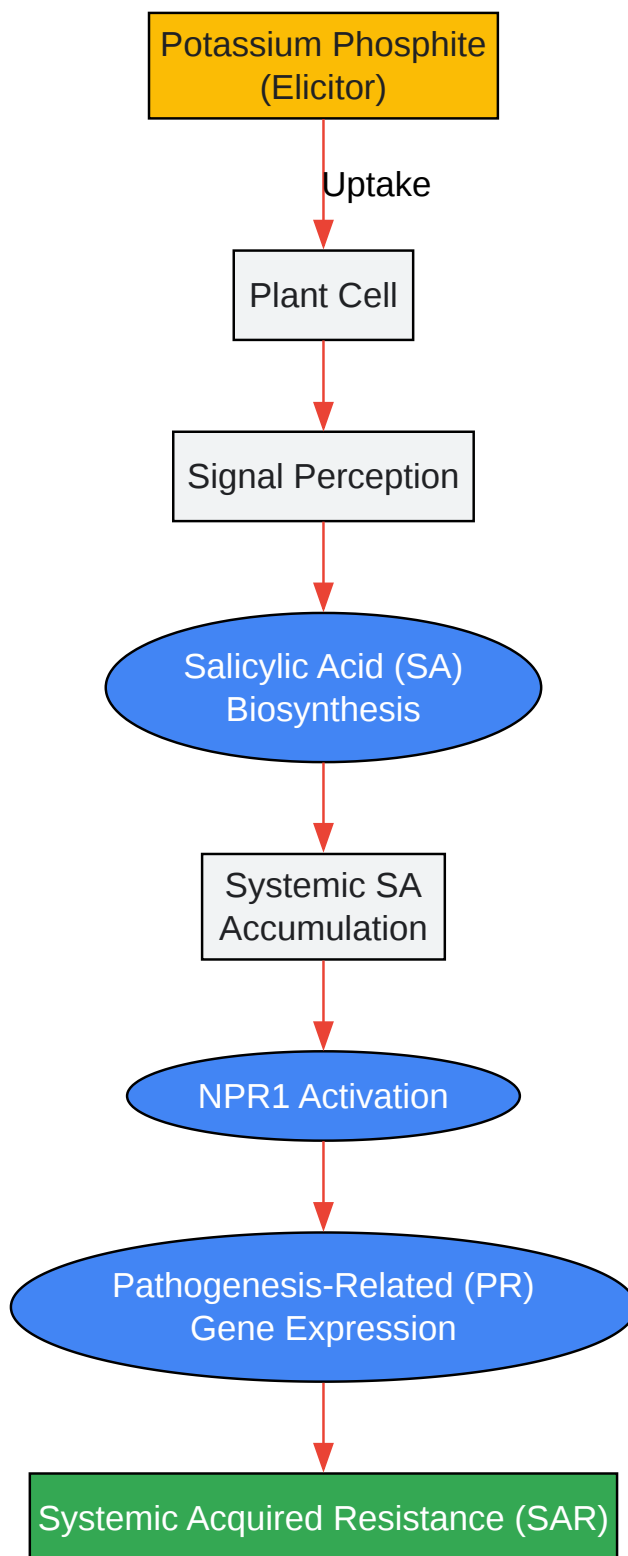 Potassium Phosphite
(Elicitor)
Uptake
Plant Cell
Signal Perception
Salicylic Acid (SA)
Biosynthesis
Systemic SA
Accumulation
NPR1 Activation
Pathogenesis-Related (PR)
Gene Expression
Systemic Acquired Resistance (SAR)